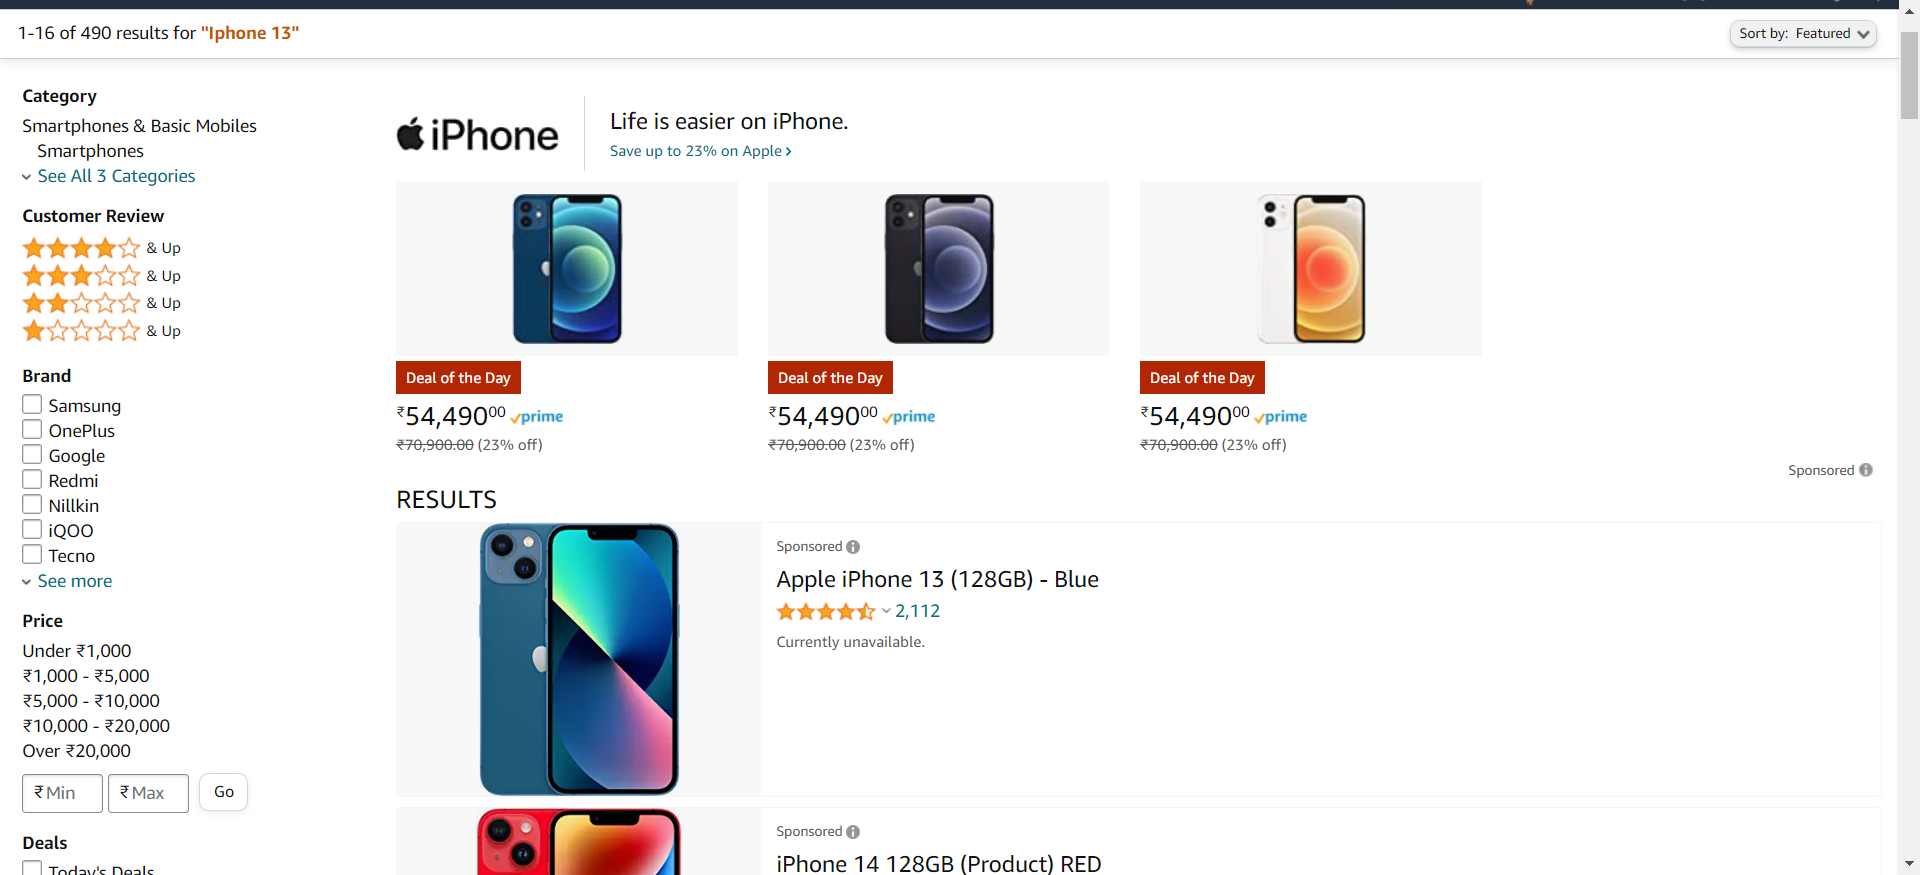 1-16 of 490 results for "Iphone 13"
Sort by: Featured
Category
Smartphones & Basic Mobiles
Smartphones
See All 3 Categories
Customer Review
& Up
& Up
& Up
& Up
Brand
Samsung
OnePlus
Google
Redmi
Nillkin
iQOO
Tecno
See more
Price
Under ₹1,000
₹1,000 - ₹5,000
₹5,000 - ₹10,000
₹10,000 - ₹20,000
Over ₹20,000
₹ Min ₹ Max Go
Deals
Today's Deals
iPhone
Life is easier on iPhone.
Save up to 23% on Apple ›
Deal of the Day
₹54,49000 prime
₹70,900.00 (23% off)
Deal of the Day
₹54,49000 prime
₹70,900.00 (23% off)
Deal of the Day
₹54,49000 prime
₹70,900.00 (23% off)
Sponsored
RESULTS
Sponsored
Apple iPhone 13 (128GB) - Blue
2,112
Currently unavailable.
Sponsored
iPhone 14 128GB (Product) RED